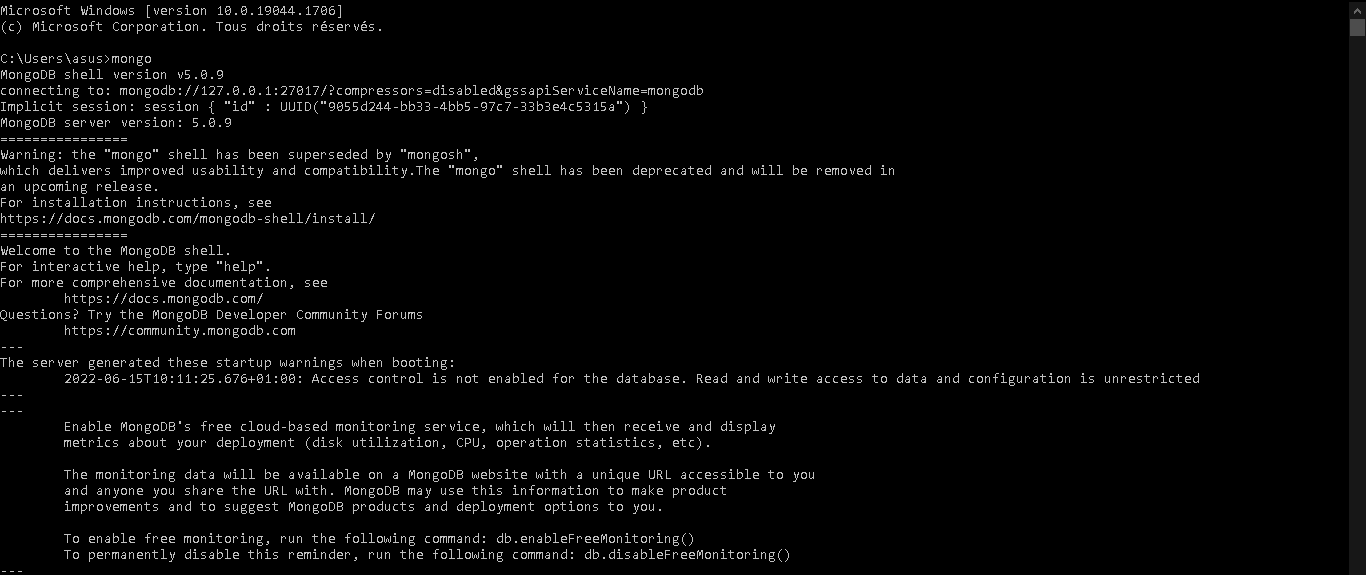 Microsoft Windows [version 10.0.19044.1706]
(c) Microsoft Corporation. Tous droits réservés.
C:\Users\asus>mongo
MongoDB shell version v5.0.9
connecting to: mongodb://127.0.0.1:27017/?compressors=disabled&gssapiServiceName=mongodb
Implicit session: session { "id" : UUID("9055d244-bb33-4bb5-97c7-33b3e4c5315a") }
MongoDB server version: 5.0.9
================
Warning: the "mongo" shell has been superseded by "mongosh",
which delivers improved usability and compatibility.The "mongo" shell has been deprecated and will be removed in
an upcoming release.
For installation instructions, see
https://docs.mongodb.com/mongodb-shell/install/
================
Welcome to the MongoDB shell.
For interactive help, type "help".
For more comprehensive documentation, see
        https://docs.mongodb.com/
Questions? Try the MongoDB Developer Community Forums
        https://community.mongodb.com
---
The server generated these startup warnings when booting:
        2022-06-15T10:11:25.676+01:00: Access control is not enabled for the database. Read and write access to data and configuration is unrestricted
---
---
        Enable MongoDB's free cloud-based monitoring service, which will then receive and display
        metrics about your deployment (disk utilization, CPU, operation statistics, etc).
        The monitoring data will be available on a MongoDB website with a unique URL accessible to you
        and anyone you share the URL with. MongoDB may use this information to make product
        improvements and to suggest MongoDB products and deployment options to you.
        To enable free monitoring, run the following command: db.enableFreeMonitoring()
        To permanently disable this reminder, run the following command: db.disableFreeMonitoring()
---